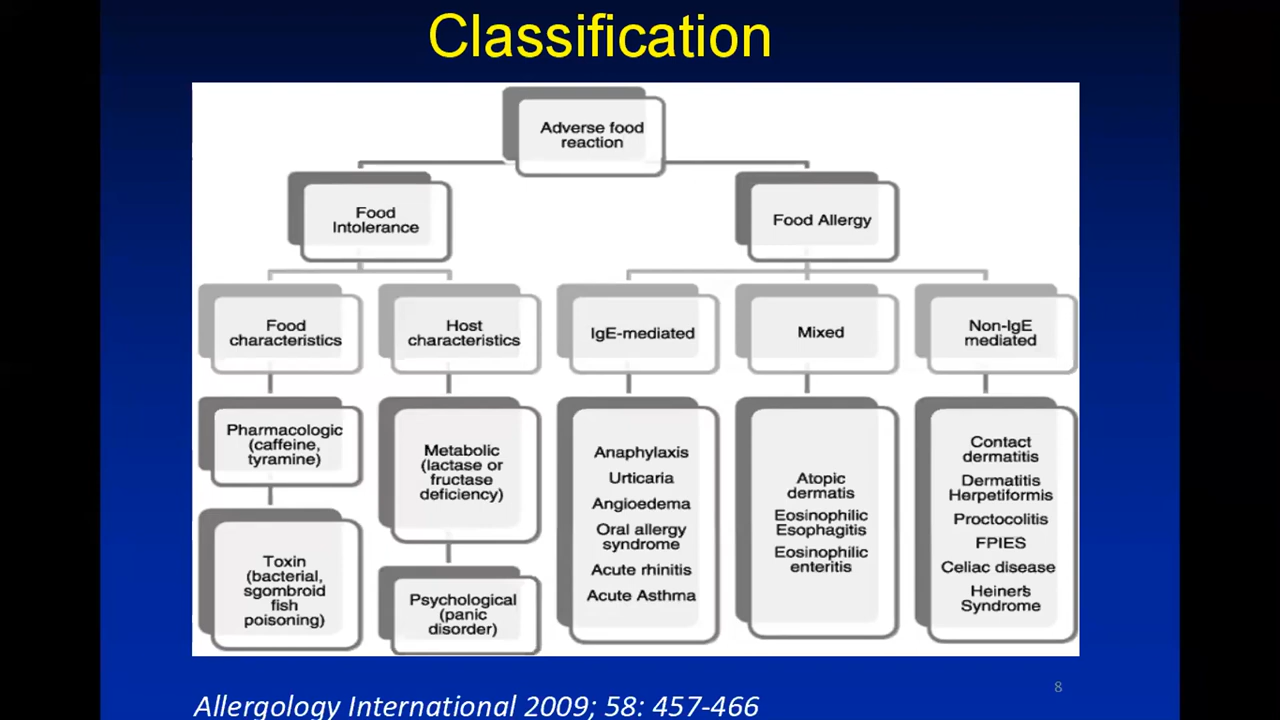 Classification
Adverse food
reaction
Food
Intolerance
Food Allergy
Food
characteristics
Host
characteristics
IgE-mediated
Mixed
Non-IgE
mediated
Pharmacologic
(caffeine,
tyramine)
Toxin
(bacterial,
sgombroid
fish
poisoning)
Metabolic
(lactase or
fructase
deficiency)
Psychological
(panic
disorder)
Anaphylaxis
Urticaria
Angioedema
Oral allergy
syndrome
Acute rhinitis
Acute Asthma
Atopic
dermatis
Eosinophilic
Esophagitis
Eosinophilic
enteritis
Contact
dermatitis
Dermatitis
Herpetiformis
Proctocolitis
FPIES
Celiac disease
Heiner's
Syndrome
8
Allergology International 2009; 58: 457-466